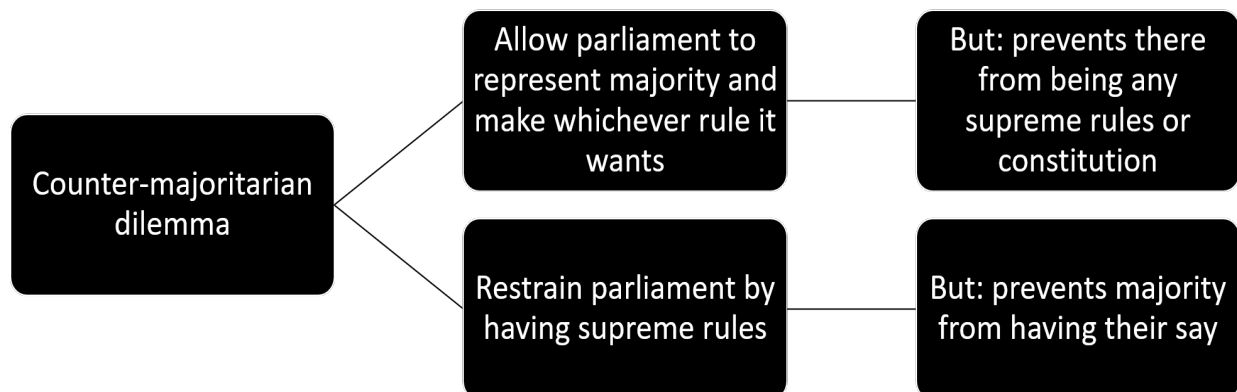 Counter-majoritarian
dilemma
Allow parliament to
represent majority and
make whichever rule it
wants
But: prevents there
from being any
supreme rules or
constitution
Restrain parliament by
having supreme rules
But: prevents majority
from having their say